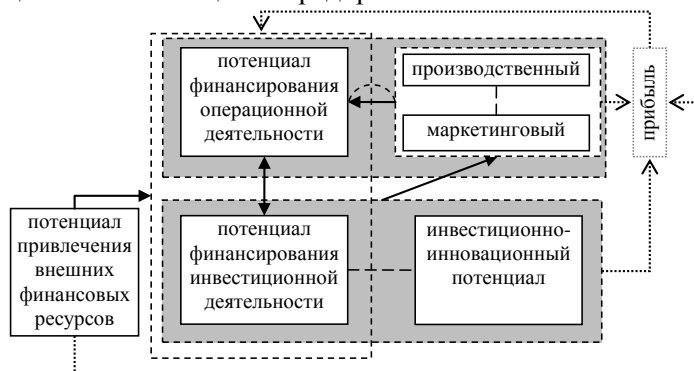 потенциал
финансирования
операционной
деятельности
производственный
маркетинговый
прибыль
потенциал
привлечения
внешних
финансовых
ресурсов
потенциал
финансирования
инвестиционной
деятельности
инвестиционно-
инновационный
потенциал